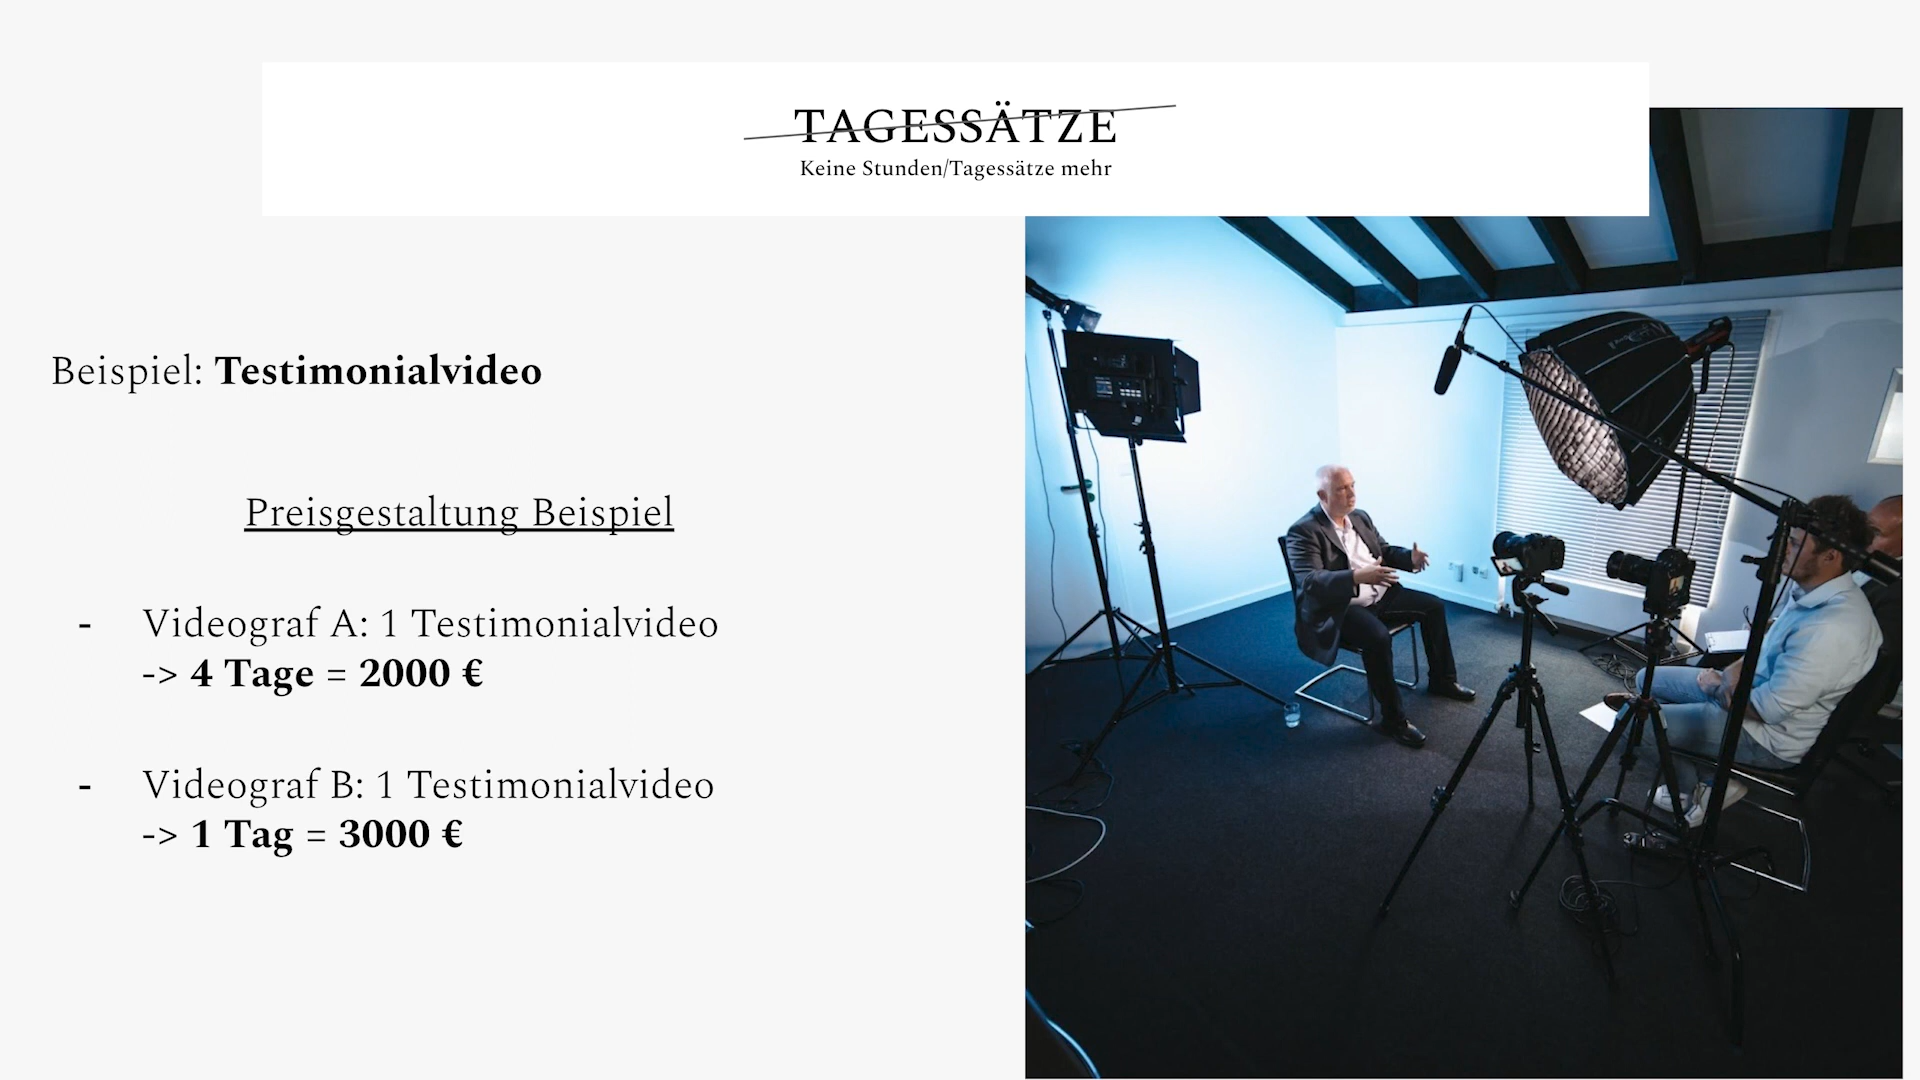 TAGESSÄTZE
Keine Stunden/Tagessätze mehr
Beispiel: Testimonialvideo
Preisgestaltung Beispiel
- Videograf A: 1 Testimonialvideo
-> 4 Tage = 2000 €
- Videograf B: 1 Testimonialvideo
-> 1 Tag = 3000 €